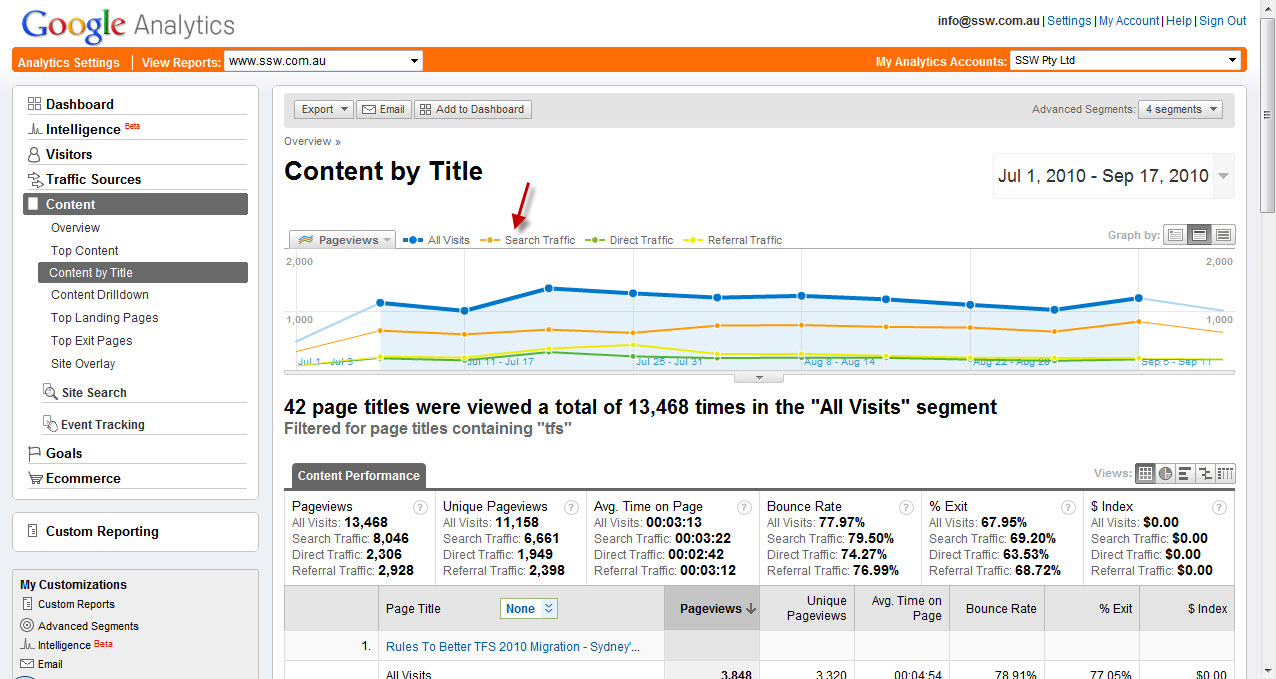 Google Analytics
info@ssw.com.au | Settings | My Account | Help | Sign Out
Analytics Settings | View Reports: www.ssw.com.au
My Analytics Accounts: SSW Pty Ltd
Dashboard
Intelligence Beta
Visitors
Traffic Sources
Content
Overview
Top Content
Content by Title
Content Drilldown
Top Landing Pages
Top Exit Pages
Site Overlay
Site Search
Event Tracking
Goals
Ecommerce
Custom Reporting
My Customizations
Custom Reports
Advanced Segments
Intelligence Beta
Email
Export Email Add to Dashboard
Advanced Segments: 4 segments
Overview »
Content by Title
Jul 1, 2010 - Sep 17, 2010
Pageviews All Visits Search Traffic Direct Traffic Referral Traffic
Graph by:
2,000 2,000
1,000 1,000
Jul 1 - Jul 3 Jul 11 - Jul 17 Jul 25 - Jul 31 Aug 8 - Aug 14 Aug 22 - Aug 28 Sep 5 - Sep 11
42 page titles were viewed a total of 13,468 times in the "All Visits" segment
Filtered for page titles containing "tfs"
Content Performance
Views:
Pageviews ? Unique Pageviews ? Avg. Time on Page ? Bounce Rate ? % Exit ? $ Index ?
All Visits: 13,468 All Visits: 11,158 All Visits: 00:03:13 All Visits: 77.97% All Visits: 67.95% All Visits: $0.00
Search Traffic: 8,046 Search Traffic: 6,661 Search Traffic: 00:03:22 Search Traffic: 79.50% Search Traffic: 69.20% Search Traffic: $0.00
Direct Traffic: 2,306 Direct Traffic: 1,949 Direct Traffic: 00:02:42 Direct Traffic: 74.27% Direct Traffic: 63.53% Direct Traffic: $0.00
Referral Traffic: 2,928 Referral Traffic: 2,398 Referral Traffic: 00:03:12 Referral Traffic: 76.99% Referral Traffic: 68.72% Referral Traffic: $0.00
Page Title None Pageviews Unique Pageviews Avg. Time on Page Bounce Rate % Exit $ Index
1. Rules To Better TFS 2010 Migration - Sydney'...
All Visits 3,848 3,320 00:04:54 78.91% 77.05% $0.00